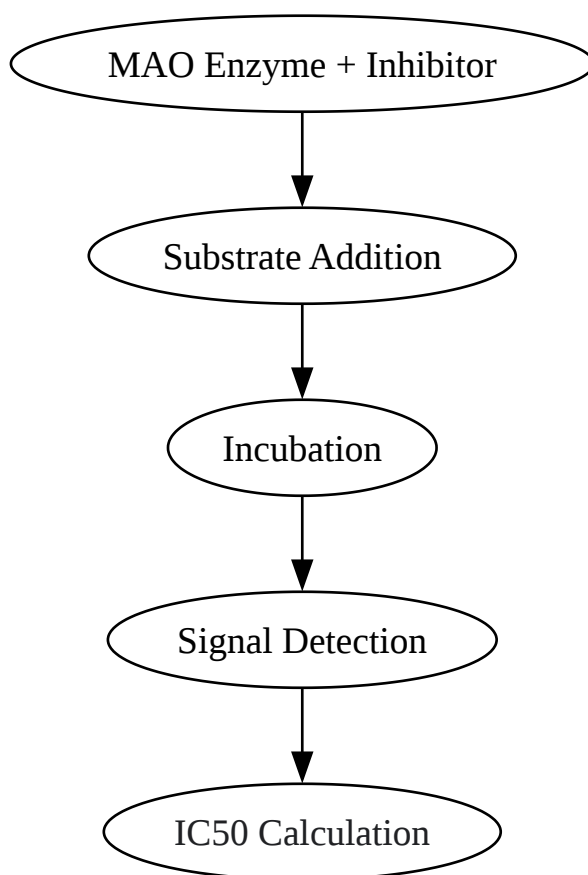 MAO Enzyme + Inhibitor
Substrate Addition
Incubation
Signal Detection
IC50 Calculation